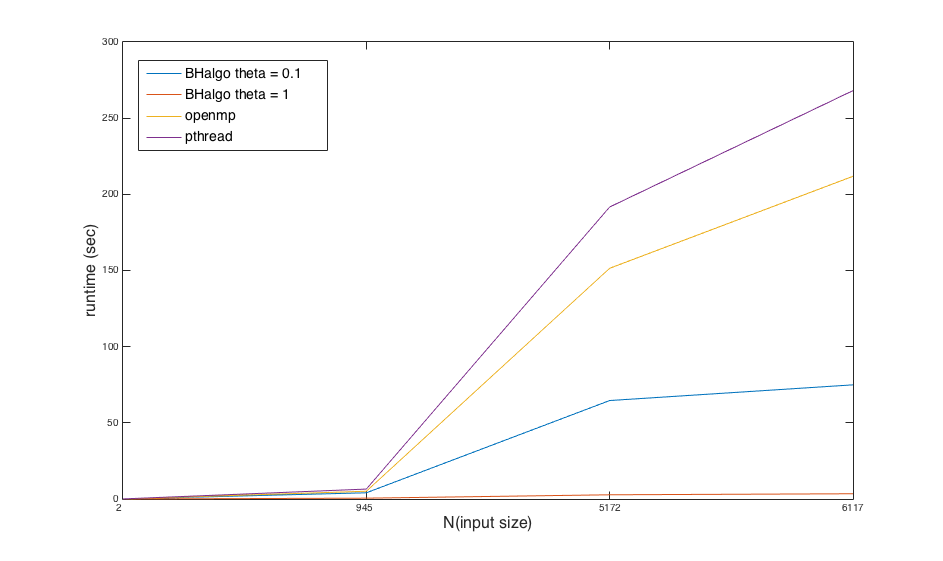 300
250
200
150
100
50
0
runtime (sec)
BHalgo theta = 0.1
BHalgo theta = 1
openmp
pthread
2 945 5172 6117
N(input size)